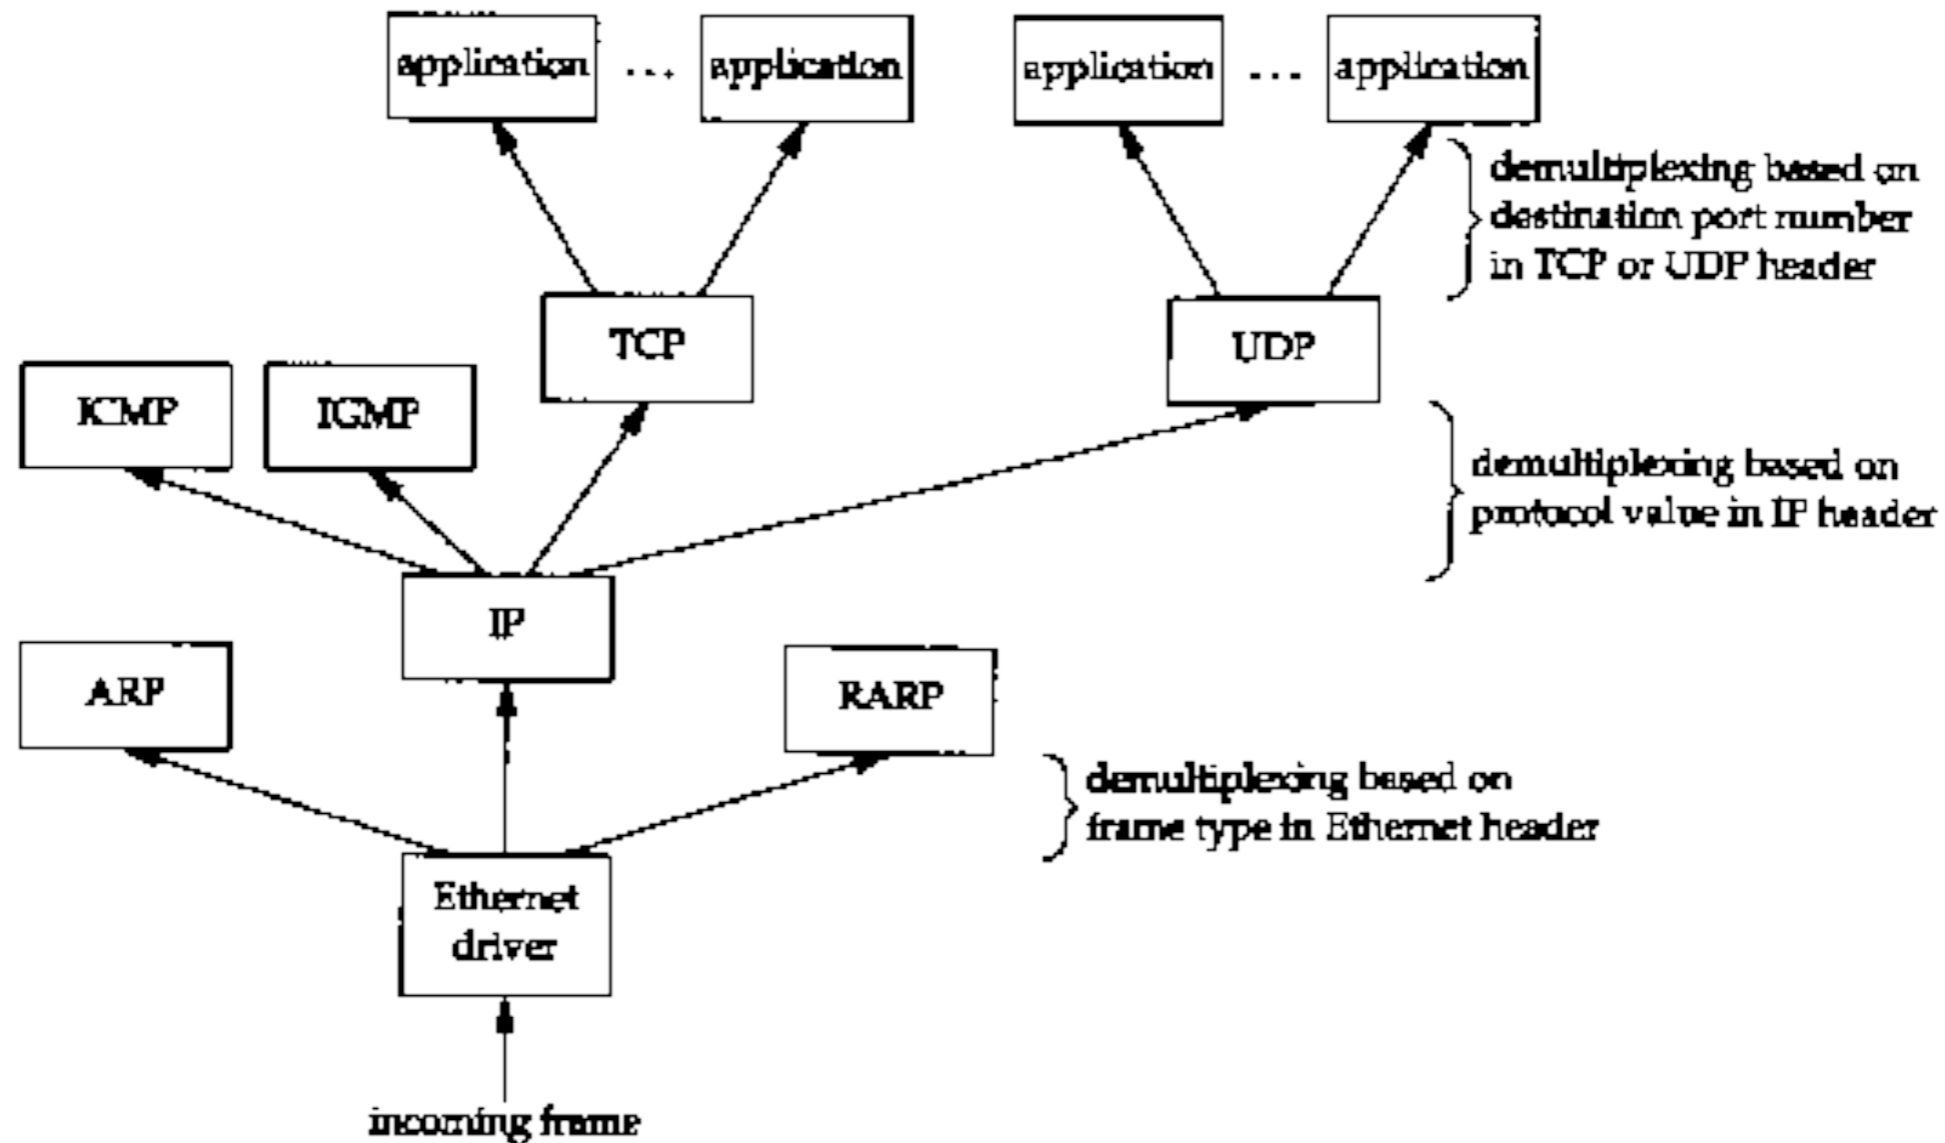 application ... application application ... application
demultiplexing based on
destination port number
in TCP or UDP header
TCP UDP
ICMP IGMP
demultiplexing based on
protocol value in IP header
IP
ARP RARP
demultiplexing based on
frame type in Ethernet header
Ethernet
driver
incoming frame